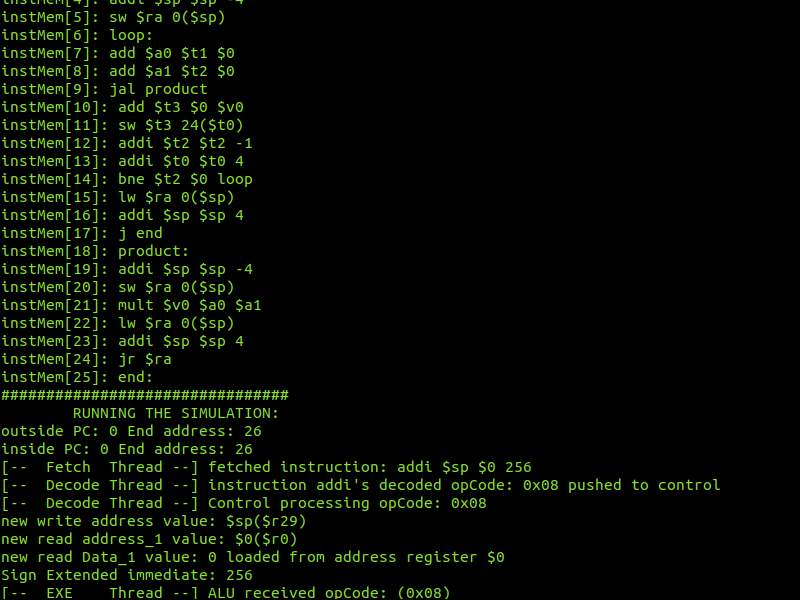 instMem[4]: addi $sp $sp -4
instMem[5]: sw $ra 0($sp)
instMem[6]: loop:
instMem[7]: add $a0 $t1 $0
instMem[8]: add $a1 $t2 $0
instMem[9]: jal product
instMem[10]: add $t3 $0 $v0
instMem[11]: sw $t3 24($t0)
instMem[12]: addi $t2 $t2 -1
instMem[13]: addi $t0 $t0 4
instMem[14]: bne $t2 $0 loop
instMem[15]: lw $ra 0($sp)
instMem[16]: addi $sp $sp 4
instMem[17]: j end
instMem[18]: product:
instMem[19]: addi $sp $sp -4
instMem[20]: sw $ra 0($sp)
instMem[21]: mult $v0 $a0 $a1
instMem[22]: lw $ra 0($sp)
instMem[23]: addi $sp $sp 4
instMem[24]: jr $ra
instMem[25]: end:
################################
RUNNING THE SIMULATION:
outside PC: 0 End address: 26
inside PC: 0 End address: 26
[--  Fetch  Thread --] fetched instruction: addi $sp $0 256
[--  Decode Thread --] instruction addi's decoded opCode: 0x08 pushed to control
[--  Decode Thread --] Control processing opCode: 0x08
new write address value: $sp($r29)
new read address_1 value: $0($r0)
new read Data_1 value: 0 loaded from address register $0
Sign Extended immediate: 256
[--  EXE    Thread --] ALU received opCode: (0x08)